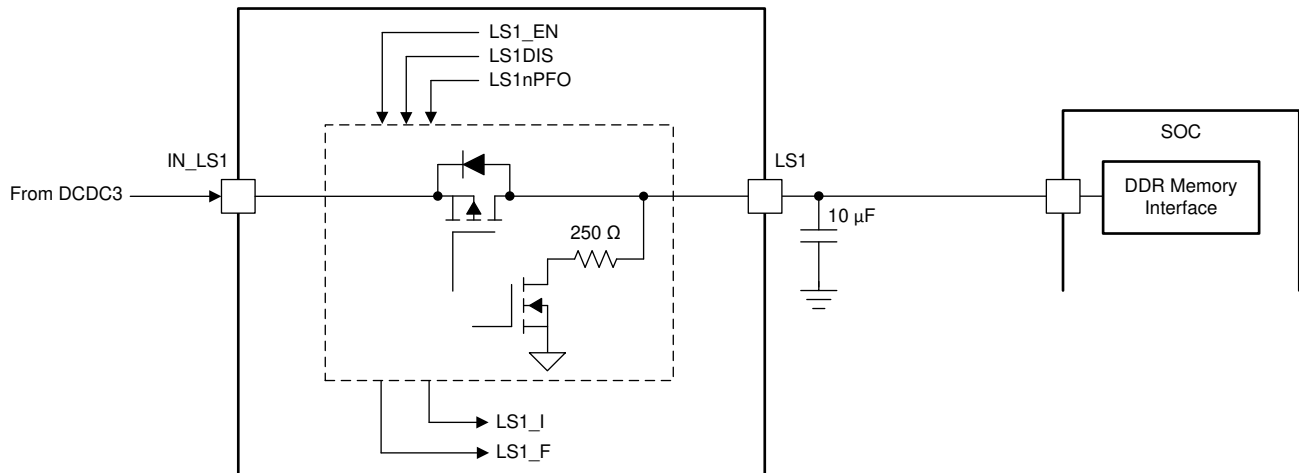 LS1_EN
LS1DIS
LS1nPFO
SOC
IN_LS1
LS1
From DCDC3
DDR Memory
Interface
10 µF
250 Ω
LS1_I
LS1_F